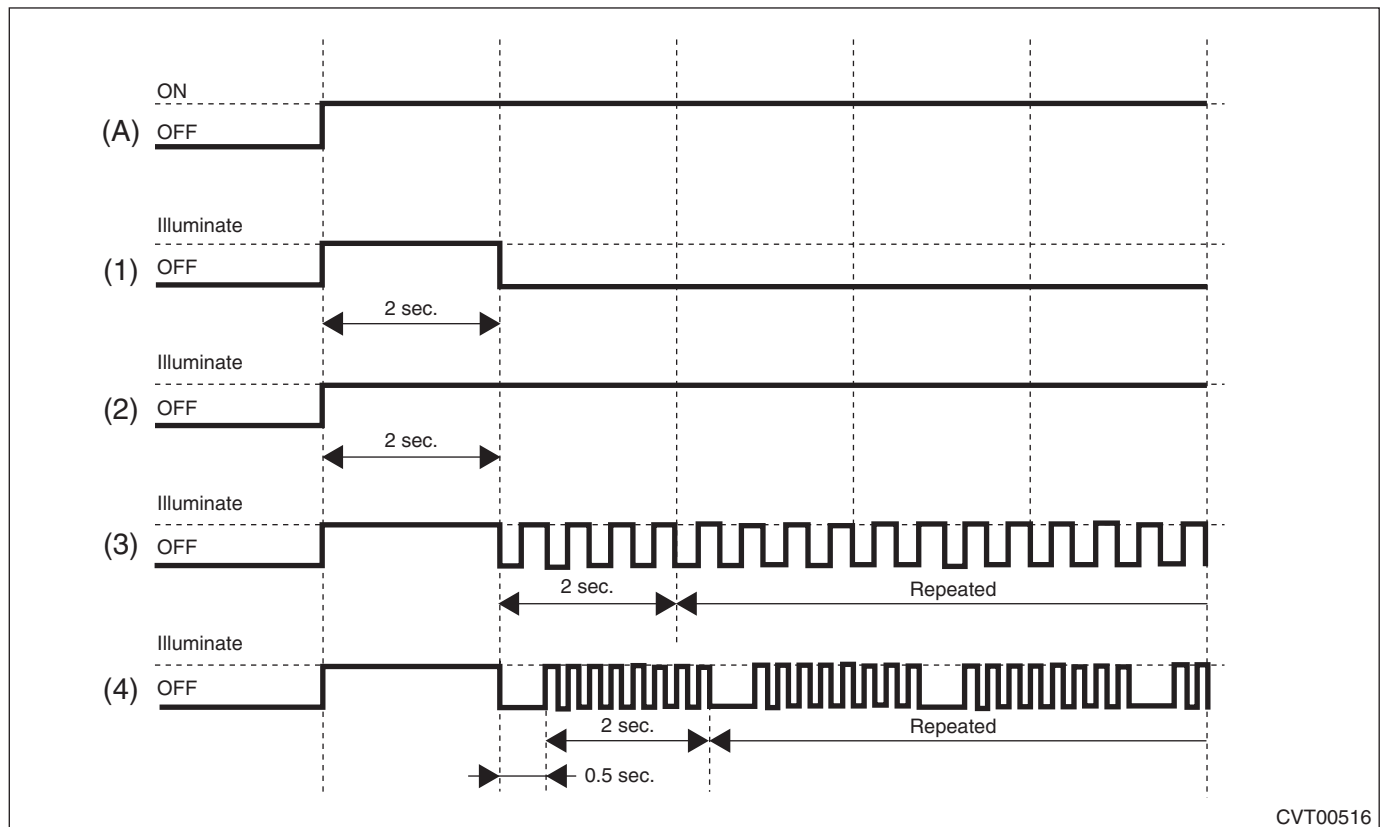 ON
(A) OFF
Illuminate
(1) OFF
2 sec.
Illuminate
(2) OFF
2 sec.
Illuminate
(3) OFF
2 sec. Repeated
Illuminate
(4) OFF
2 sec. Repeated
0.5 sec.
CVT00516